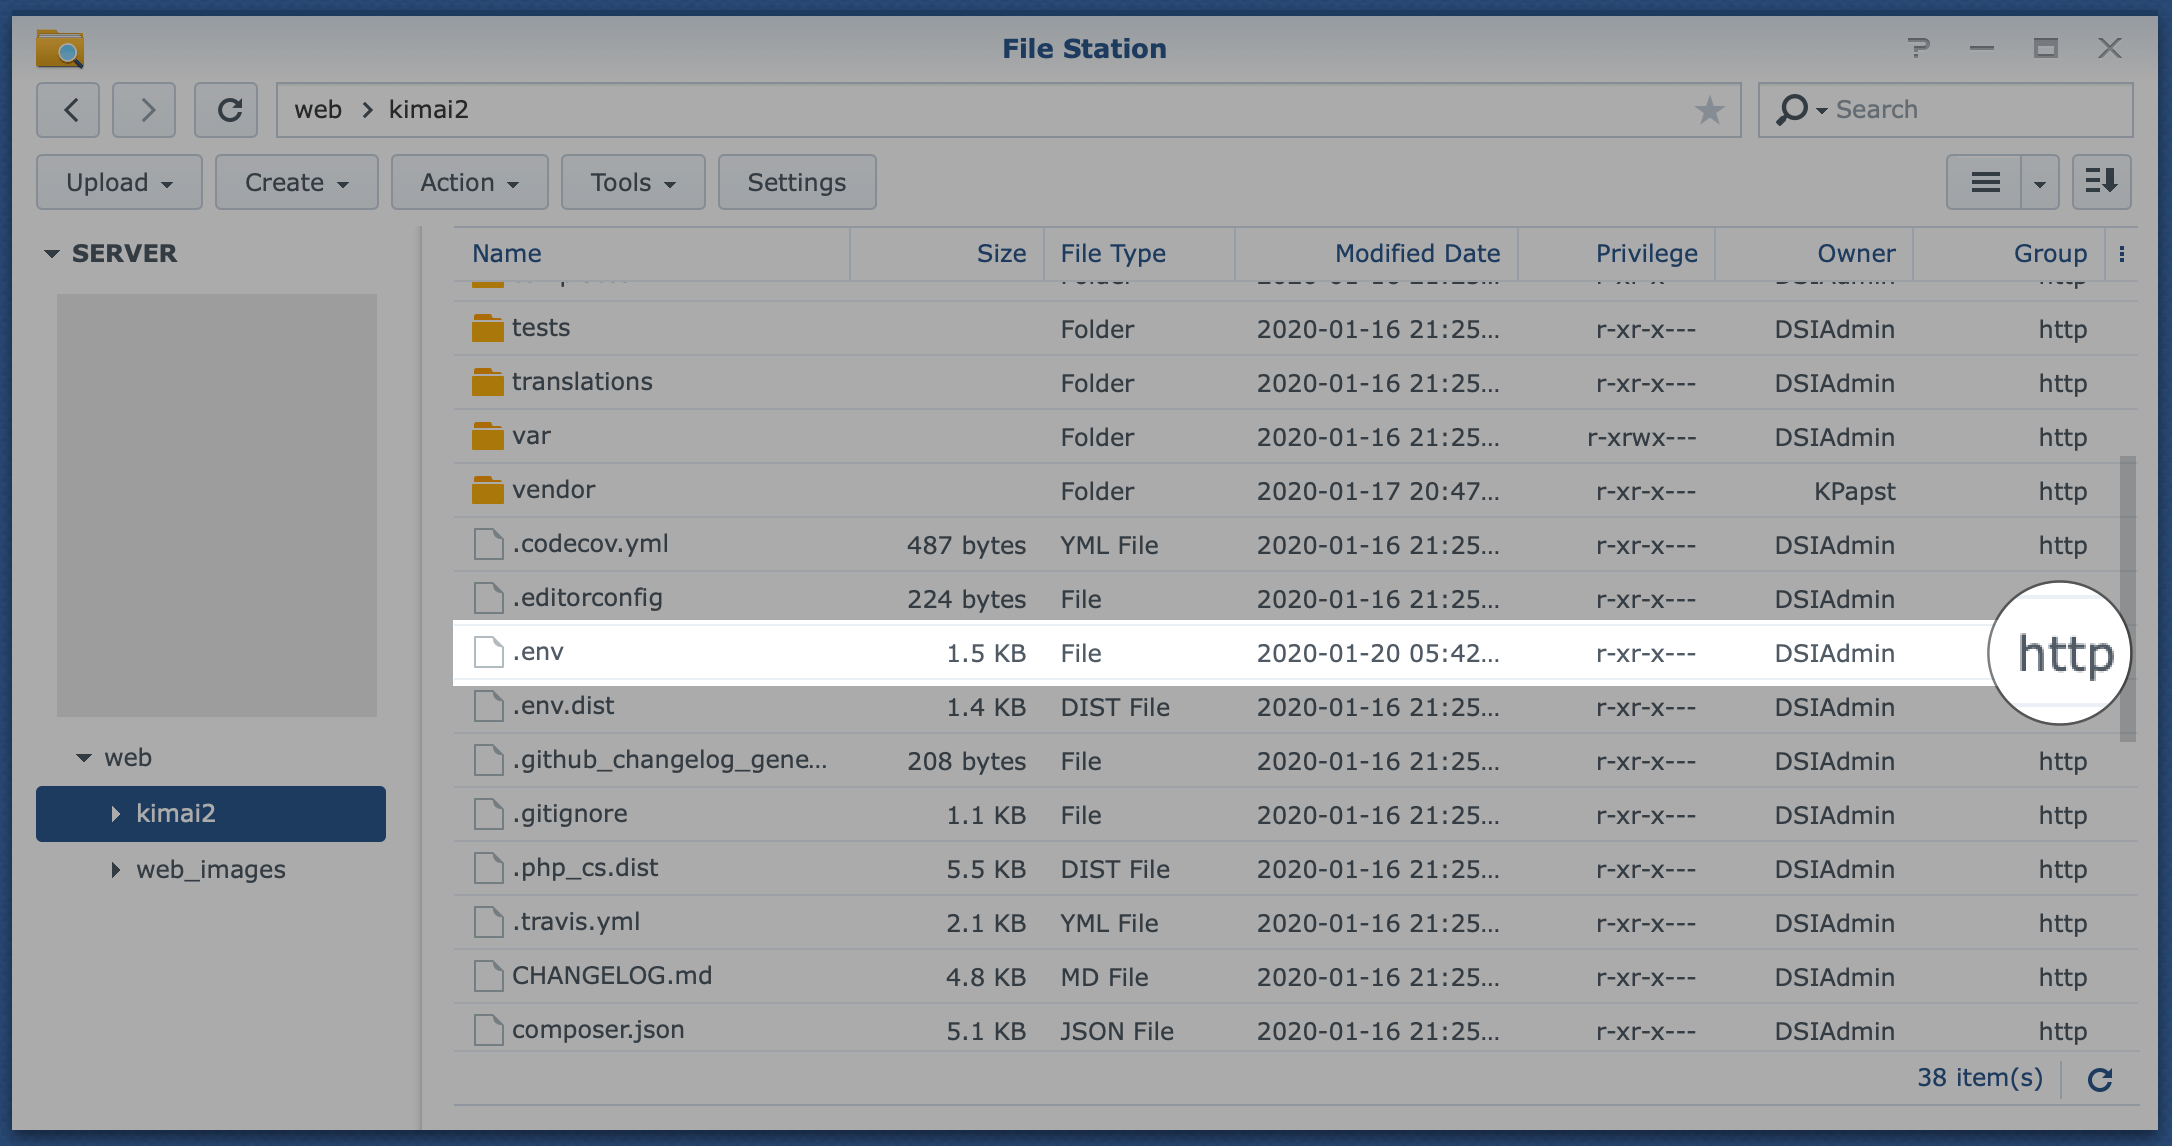 File Station
web > kimai2
Search
Upload Create Action Tools Settings
SERVER
web
kimai2
web_images
Name Size File Type Modified Date Privilege Owner Group
tests Folder 2020-01-16 21:25... r-xr-x--- DSIAdmin http
translations Folder 2020-01-16 21:25... r-xr-x--- DSIAdmin http
var Folder 2020-01-16 21:25... r-xrwx--- DSIAdmin http
vendor Folder 2020-01-17 20:47... r-xr-x--- KPapst http
.codecov.yml 487 bytes YML File 2020-01-16 21:25... r-xr-x--- DSIAdmin http
.editorconfig 224 bytes File 2020-01-16 21:25... r-xr-x--- DSIAdmin
.env 1.5 KB File 2020-01-20 05:42... r-xr-x--- DSIAdmin http
.env.dist 1.4 KB DIST File 2020-01-16 21:25... r-xr-x--- DSIAdmin
.github_changelog_gene... 208 bytes File 2020-01-16 21:25... r-xr-x--- DSIAdmin http
.gitignore 1.1 KB File 2020-01-16 21:25... r-xr-x--- DSIAdmin http
.php_cs.dist 5.5 KB DIST File 2020-01-16 21:25... r-xr-x--- DSIAdmin http
.travis.yml 2.1 KB YML File 2020-01-16 21:25... r-xr-x--- DSIAdmin http
CHANGELOG.md 4.8 KB MD File 2020-01-16 21:25... r-xr-x--- DSIAdmin http
composer.json 5.1 KB JSON File 2020-01-16 21:25... r-xr-x--- DSIAdmin http
38 item(s)